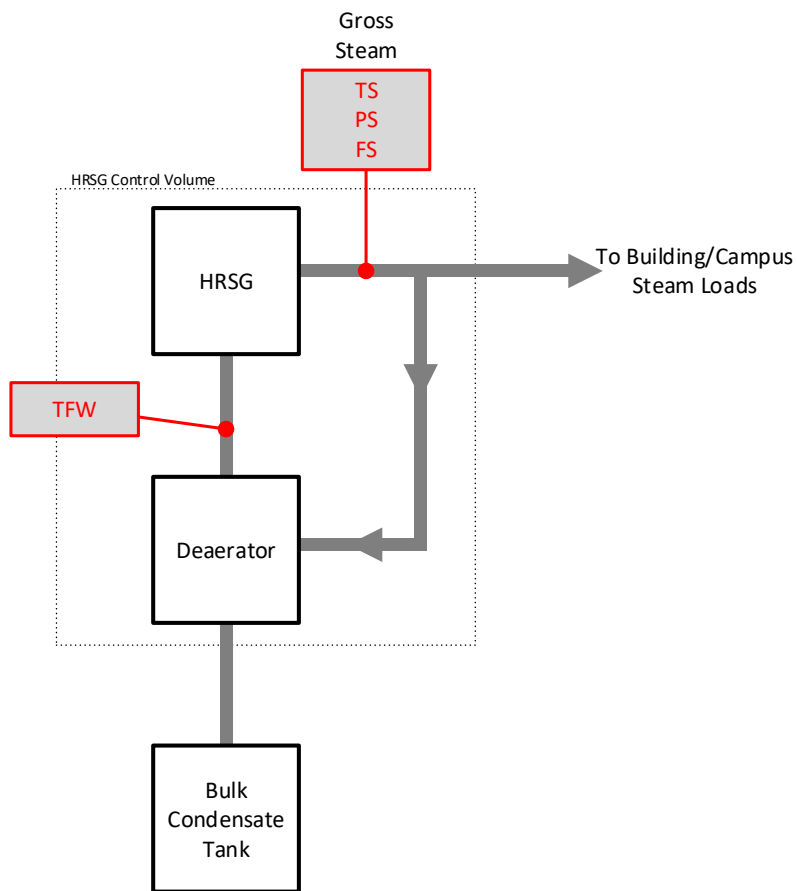 Gross
Steam
TS
PS
FS
HRSG Control Volume
HRSG
To Building/Campus
Steam Loads
TFW
Deaerator
Bulk
Condensate
Tank